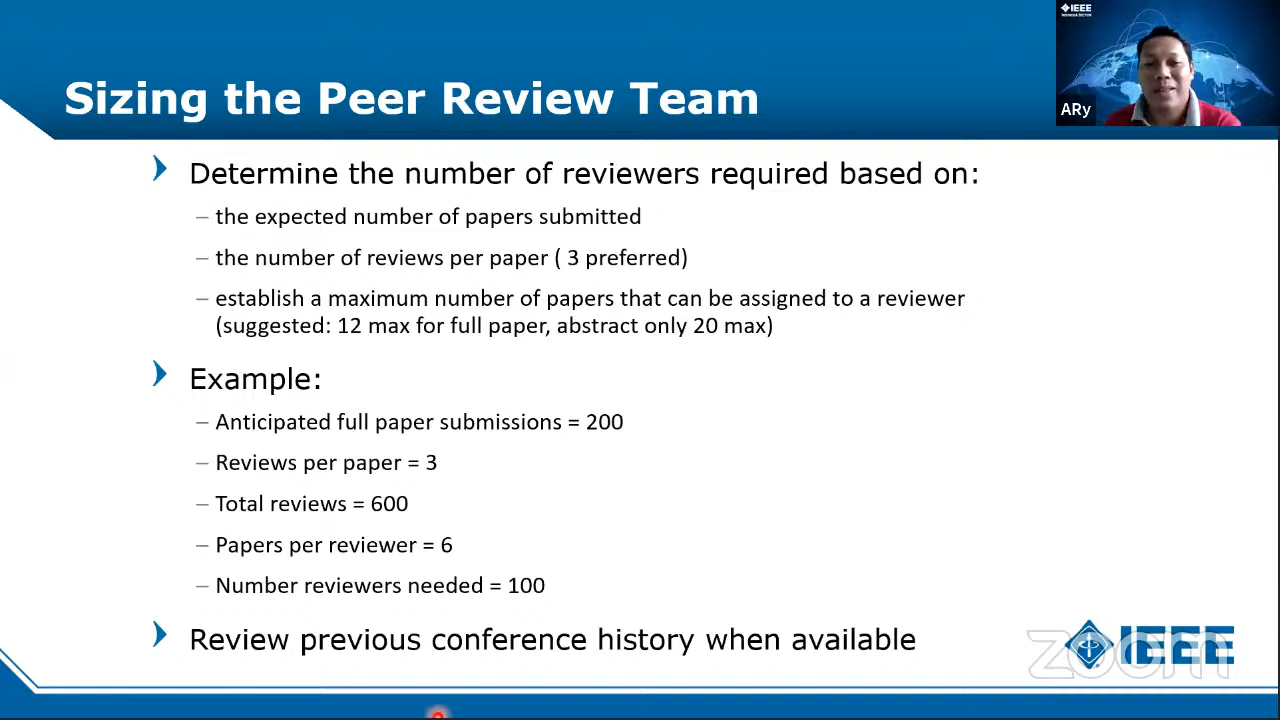 IEEE
INDONESIA SECTION
ARy
Sizing the Peer Review Team
Determine the number of reviewers required based on:
– the expected number of papers submitted
– the number of reviews per paper ( 3 preferred)
– establish a maximum number of papers that can be assigned to a reviewer
(suggested: 12 max for full paper, abstract only 20 max)
Example:
– Anticipated full paper submissions = 200
– Reviews per paper = 3
– Total reviews = 600
– Papers per reviewer = 6
– Number reviewers needed = 100
Review previous conference history when available
IEEE
zoom